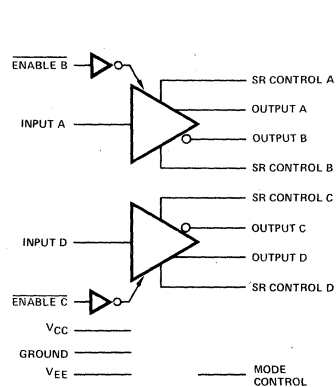 ENABLE B
SR CONTROL A
OUTPUT A
INPUT A
OUTPUT B
SR CONTROL B
SR CONTROL C
OUTPUT C
INPUT D
OUTPUT D
SR CONTROL D
ENABLE C
VCC
GROUND
VEE
MODE
CONTROL